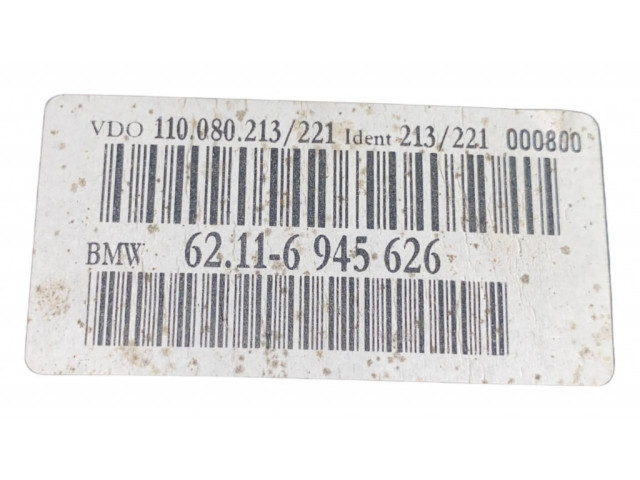 VDO 110.080.213/221 Ident 213/221 000800
BMW 62.11-6 945 626